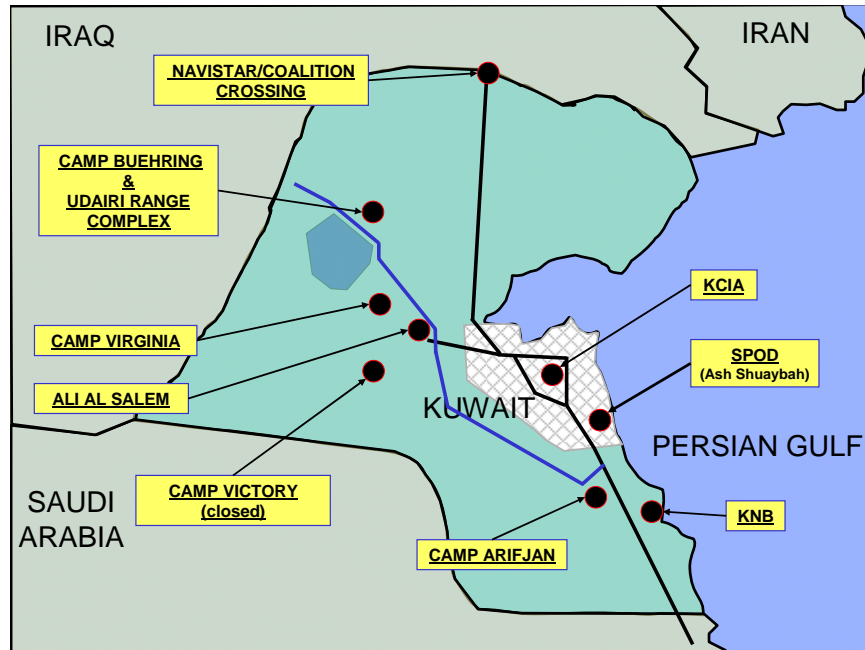 IRAQ
IRAN
NAVISTAR/COALITION
CROSSING
CAMP BUEHRING
&
UDAIRI RANGE
COMPLEX
KCIA
CAMP VIRGINIA
SPOD
(Ash Shuaybah)
ALI AL SALEM
KUWAIT
PERSIAN GULF
SAUDI
ARABIA
CAMP VICTORY
(closed)
KNB
CAMP ARIFJAN